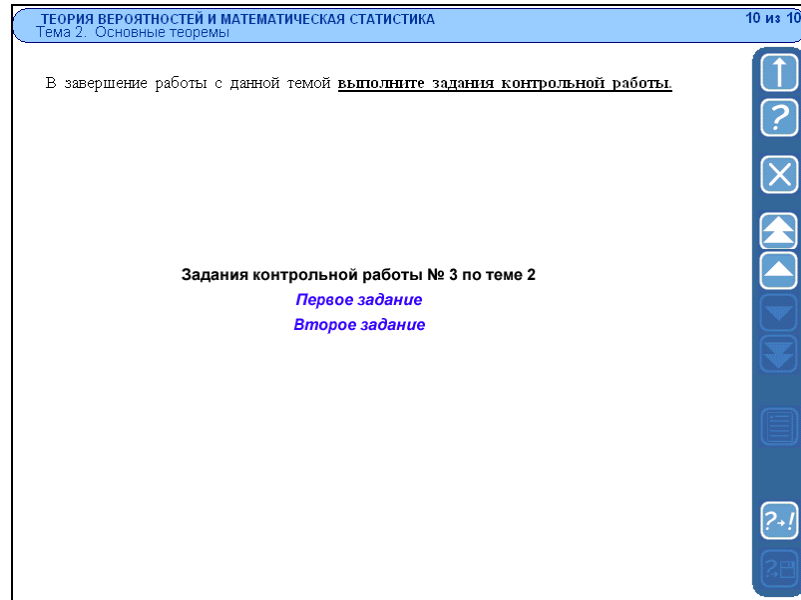 ТЕОРИЯ ВЕРОЯТНОСТЕЙ И МАТЕМАТИЧЕСКАЯ СТАТИСТИКА
10 из 10
Тема 2. Основные теоремы
В завершение работы с данной темой выполните задания контрольной работы.
Задания контрольной работы № 3 по теме 2
Первое задание
Второе задание